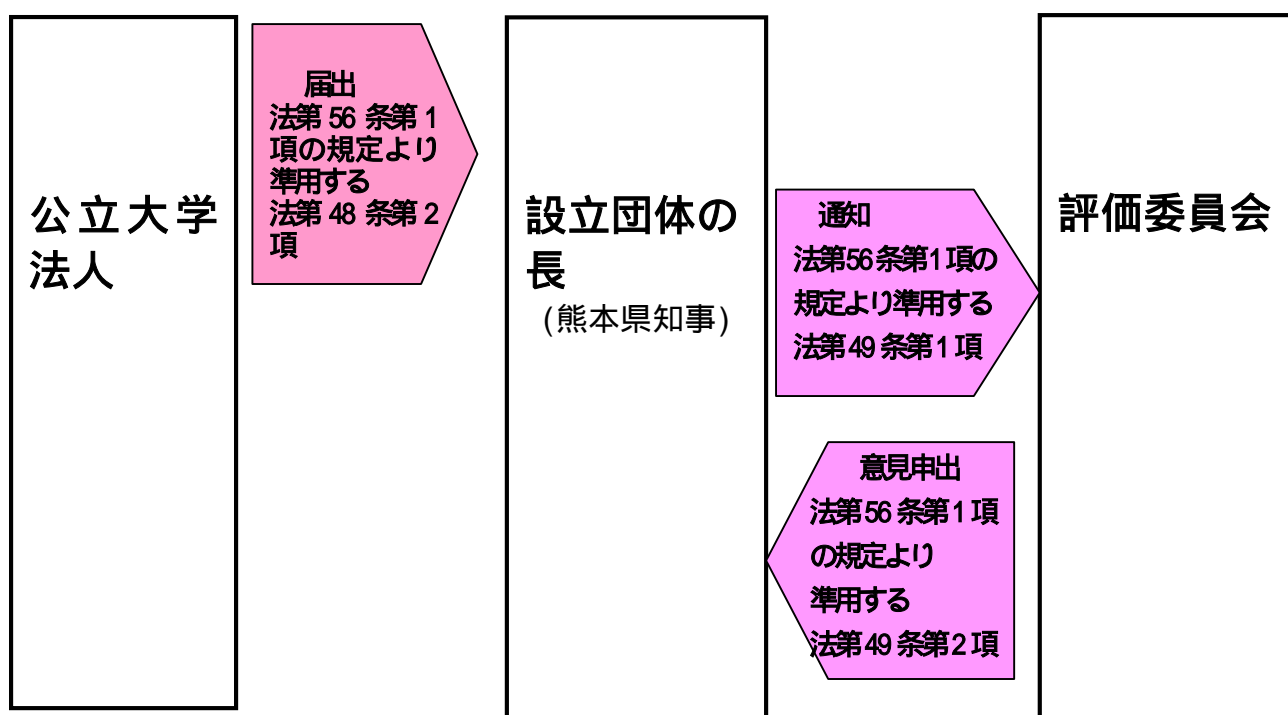 公立大学
法人
届出
法第 56 条第 1
項の規定より
準用する
法第 48 条第 2
項
設立団体の
長
(熊本県知事)
通知
法第56 条第1 項の
規定より準用する
法第49 条第1 項
意見申出
法第56 条第1 項
の規定より
準用する
法第49 条第2 項
評価委員会